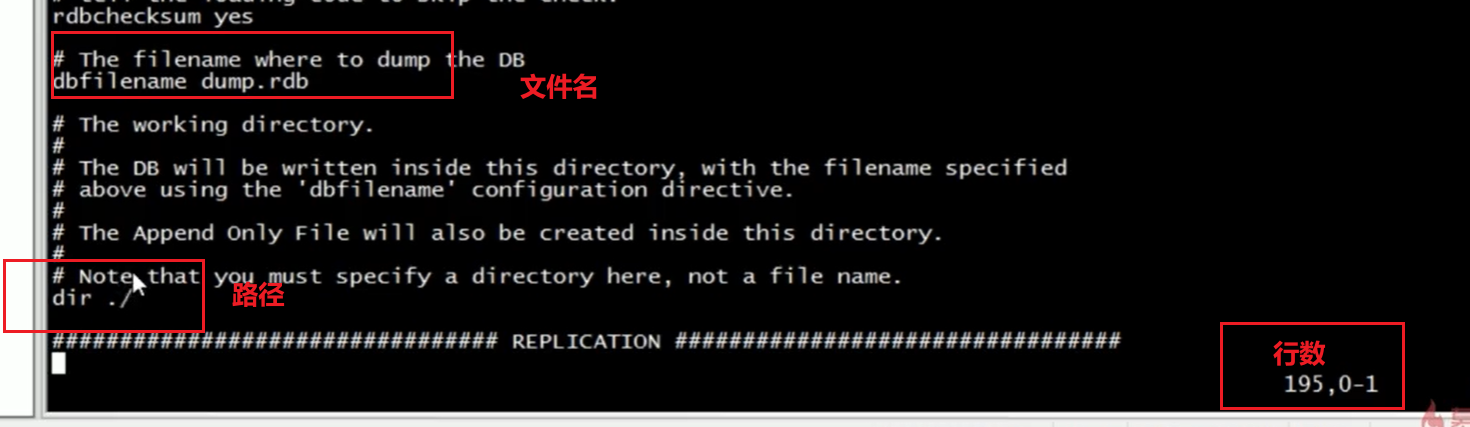 rdbchecksum yes
# The filename where to dump the DB
dbfilename dump.rdb
文件名
# The working directory.
#
# The DB will be written inside this directory, with the filename specified
# above using the 'dbfilename' configuration directive.
#
# The Append Only File will also be created inside this directory.
#
# Note that you must specify a directory here, not a file name.
dir ./
路径
################################# REPLICATION #################################
行数
195,0-1